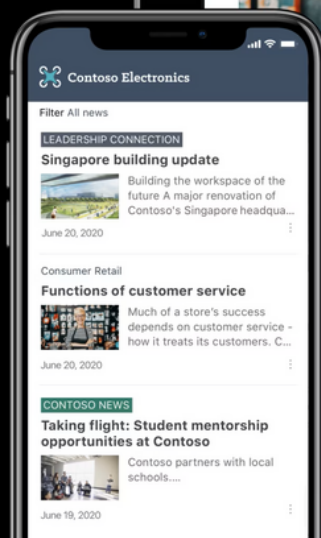 Contoso Electronics
Filter All news
LEADERSHIP CONNECTION
Singapore building update
Building the workspace of the
future A major renovation of
Contoso's Singapore headqua...
June 20, 2020
Consumer Retail
Functions of customer service
Much of a store's success
depends on customer service -
how it treats its customers. C...
June 20, 2020
CONTOSO NEWS
Taking flight: Student mentorship
opportunities at Contoso
Contoso partners with local
schools....
June 19, 2020